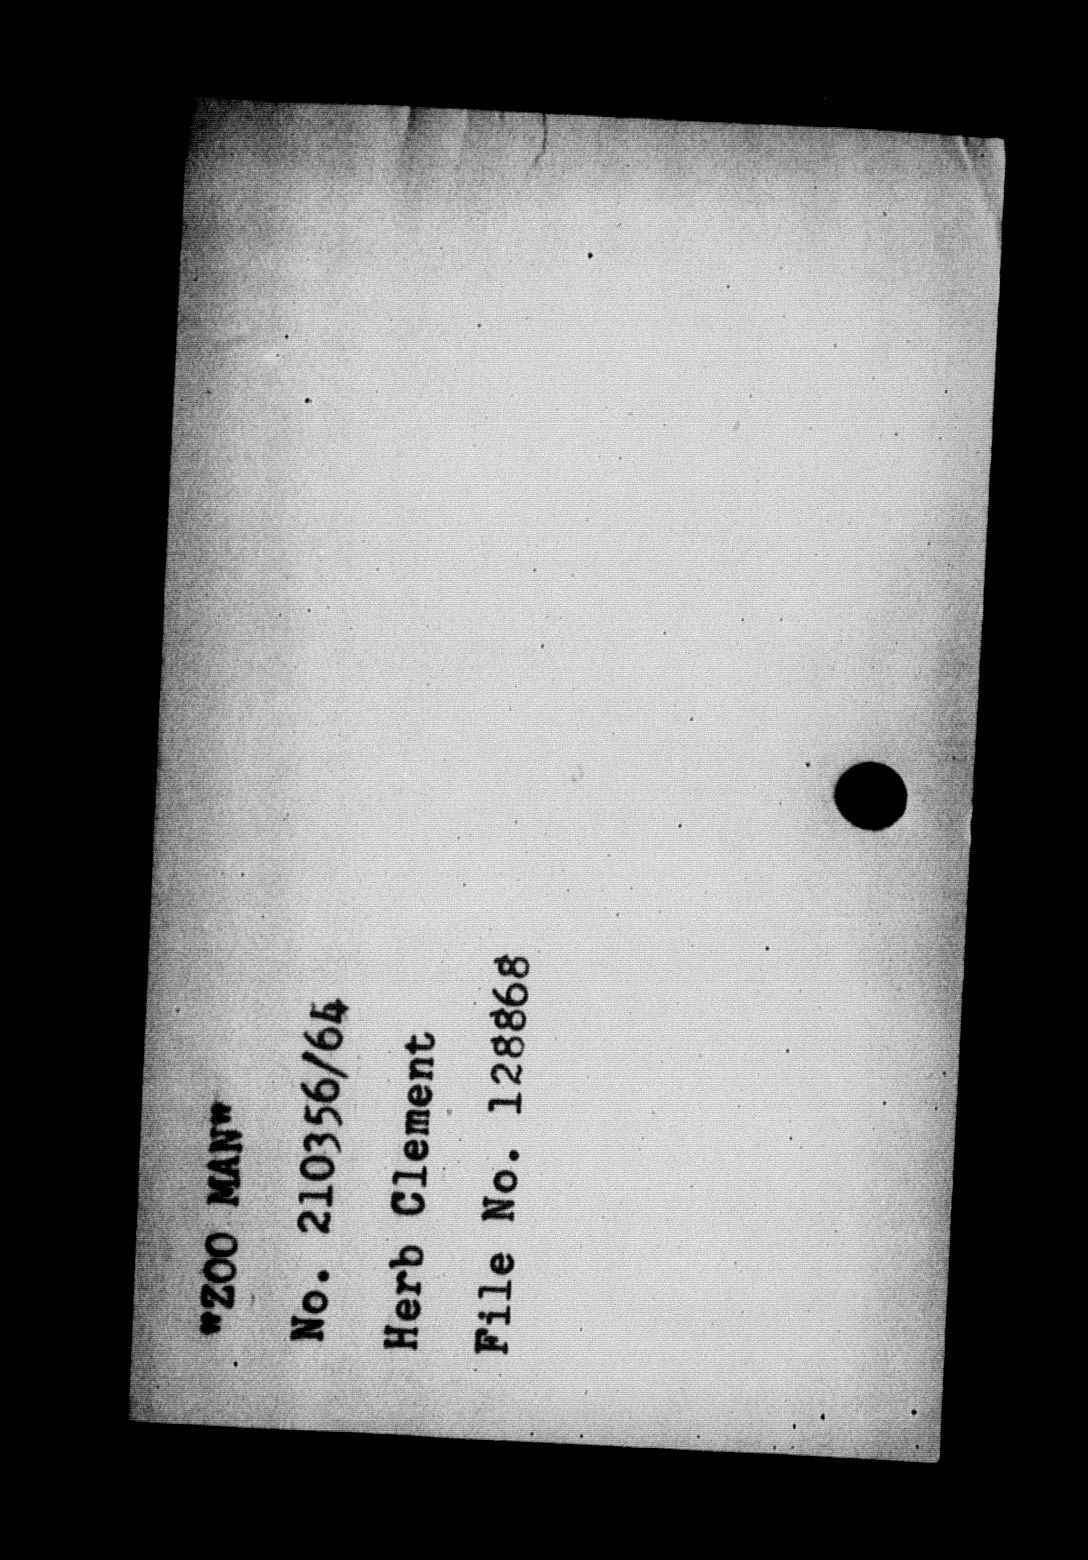 "ZOO MAN"
No. 210356/64
Herb Clement
File No. 128868